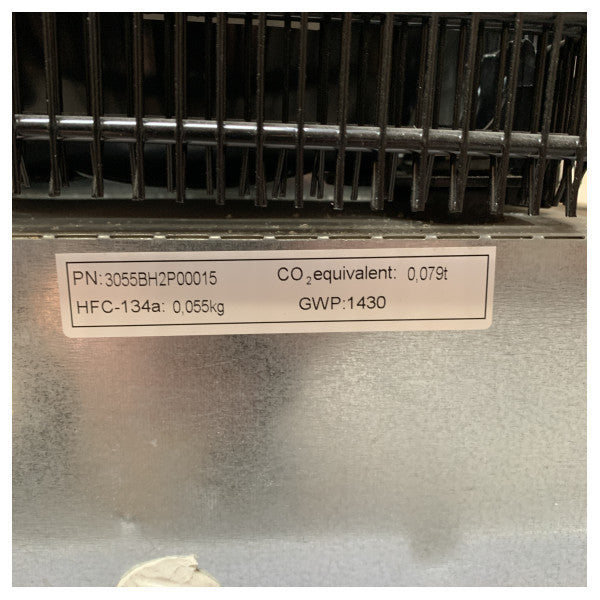 PN:3055BH2P00015 CO₂equivalent: 0,079t
HFC-134a: 0,055kg GWP:1430